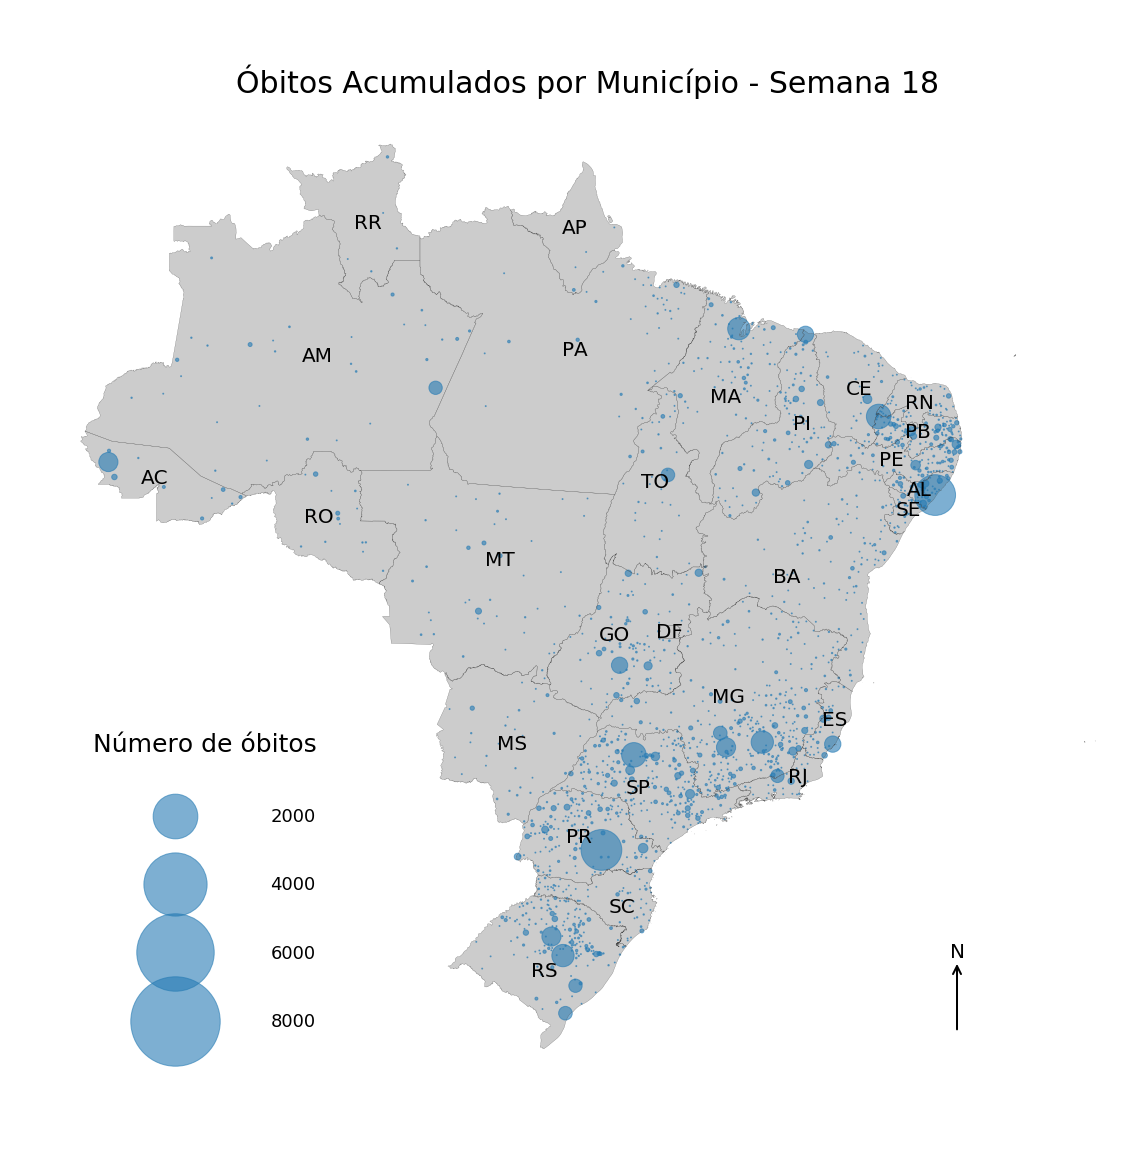 Óbitos Acumulados por Município - Semana 18
RR
AP
AM
PA
MA
CE
RN
PI
PB
PE
AC
TO
AL
SE
RO
MT
BA
GO
DF
MG
ES
MS
Número de óbitos
SP
RJ
2000
PR
4000
SC
6000
N
RS
8000